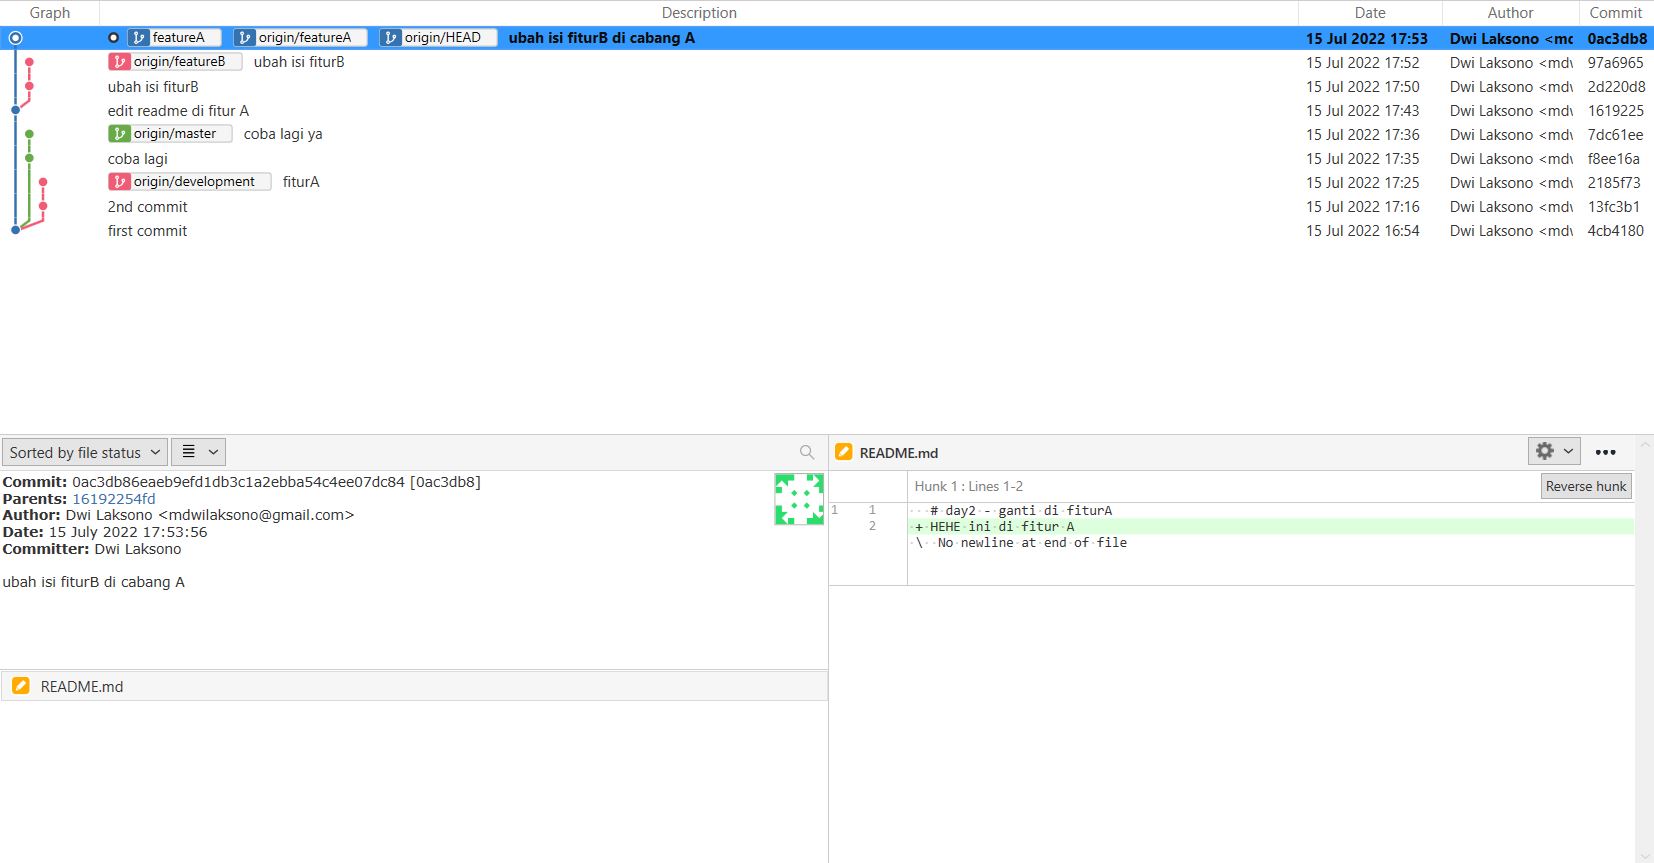 Graph Description Date Author Commit
featureA origin/featureA origin/HEAD ubah isi fiturB di cabang A 15 Jul 2022 17:53 Dwi Laksono <mc 0ac3db8
origin/featureB ubah isi fiturB 15 Jul 2022 17:52 Dwi Laksono <mdv 97a6965
ubah isi fiturB 15 Jul 2022 17:50 Dwi Laksono <mdv 2d220d8
edit readme di fitur A 15 Jul 2022 17:43 Dwi Laksono <mdv 1619225
origin/master coba lagi ya 15 Jul 2022 17:36 Dwi Laksono <mdv 7dc61ee
coba lagi 15 Jul 2022 17:35 Dwi Laksono <mdv f8ee16a
origin/development fiturA 15 Jul 2022 17:25 Dwi Laksono <mdv 2185f73
2nd commit 15 Jul 2022 17:16 Dwi Laksono <mdv 13fc3b1
first commit 15 Jul 2022 16:54 Dwi Laksono <mdv 4cb4180
Sorted by file status
Commit: 0ac3db86eaeb9efd1db3c1a2ebba54c4ee07dc84 [0ac3db8]
Parents: 16192254fd
Author: Dwi Laksono <mdwilaksono@gmail.com>
Date: 15 July 2022 17:53:56
Committer: Dwi Laksono
ubah isi fiturB di cabang A
README.md
README.md
Hunk 1 : Lines 1-2 Reverse hunk
1 1 # day2 - ganti di fiturA
2 + HEHE ini di fitur A
\ No newline at end of file